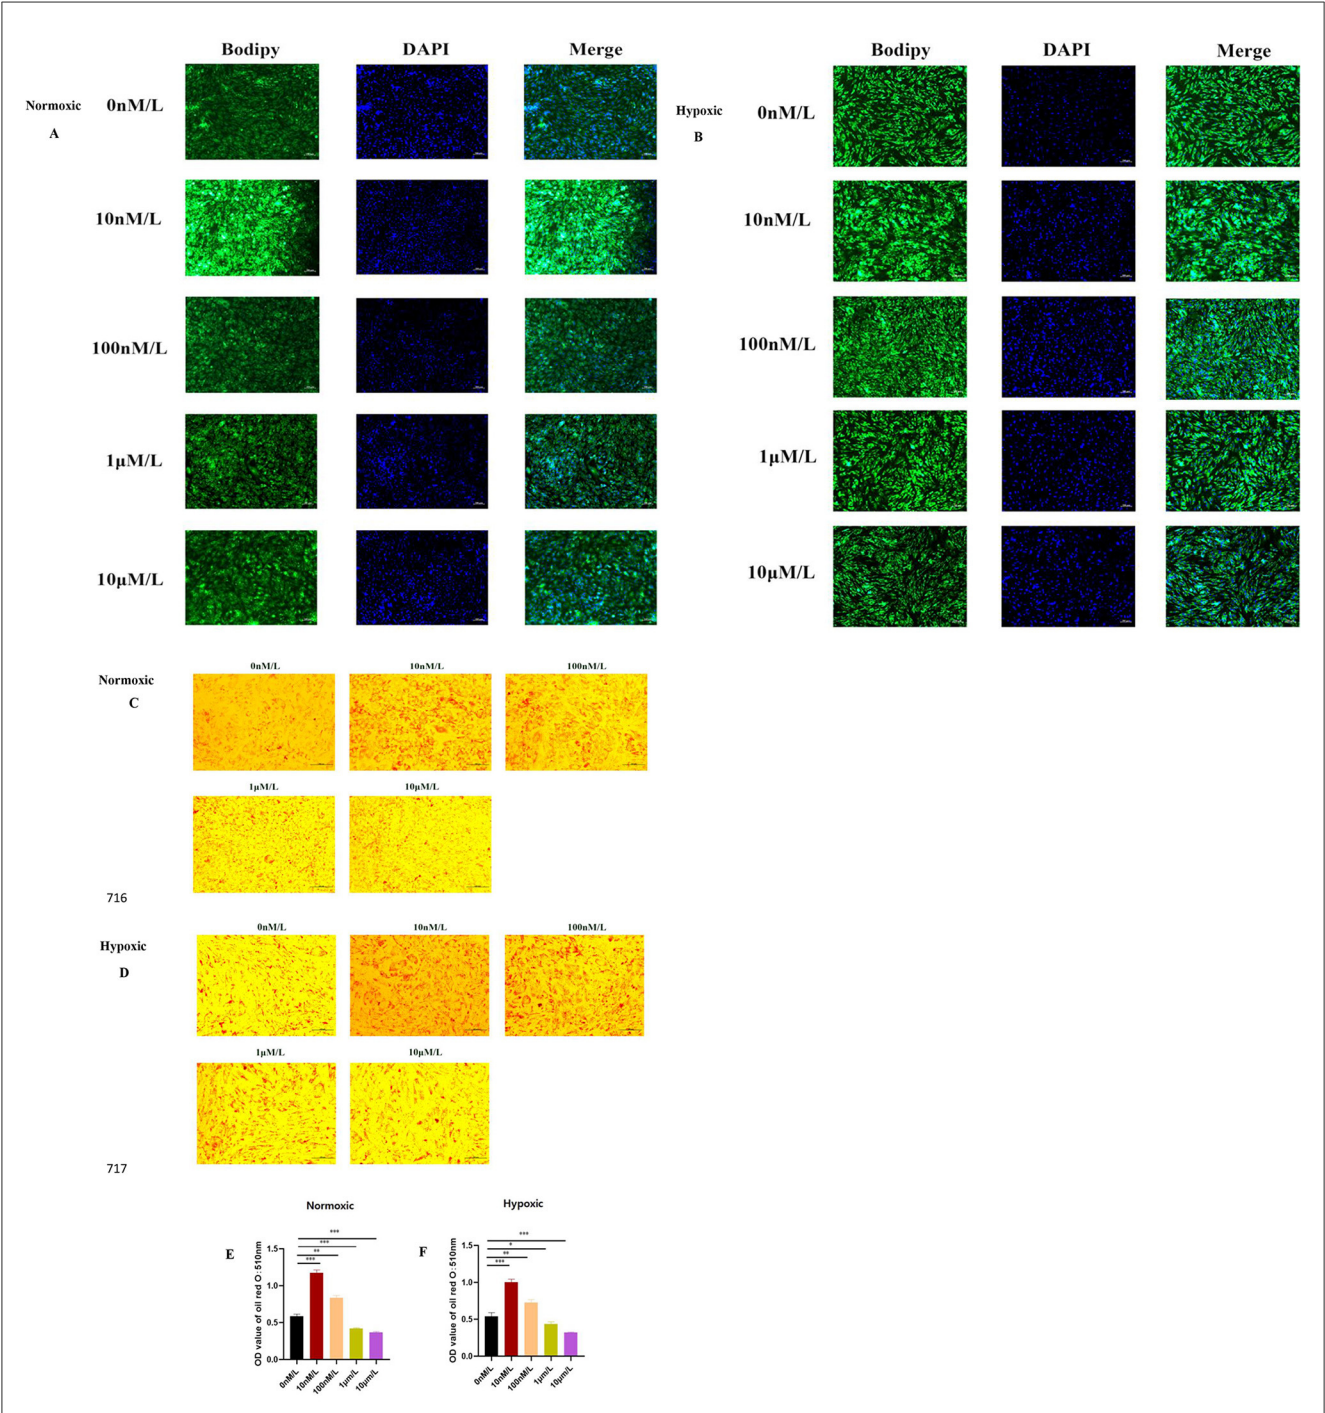 Bodipy DAPI Merge
Normoxic
A
0nM/L
10nM/L
100nM/L
1μM/L
10μM/L
Bodipy DAPI Merge
Hypoxic
B
0nM/L
10nM/L
100nM/L
1μM/L
10μM/L
Normoxic
C
0nM/L 10nM/L 100nM/L
1μM/L 10μM/L
716
Hypoxic
D
0nM/L 10nM/L 100nM/L
1μM/L 10μM/L
717
Normoxic
E
OD value of oil red O:510nm
1.5
1.0
0.5
0.0
***
***
**
***
0nM/L 10nM/L 100nM/L 1μm/L 10μm/L
Hypoxic
F
OD value of oil red O:510nm
1.5
1.0
0.5
0.0
***
*
**
***
0nM/L 10nM/L 100nM/L 1μm/L 10μm/L